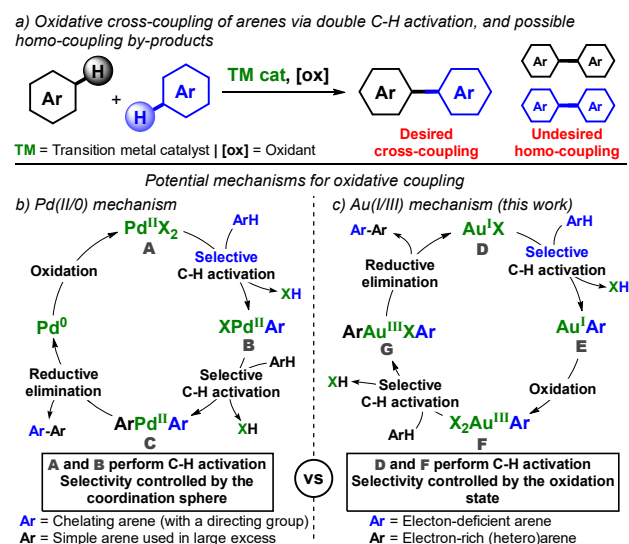 a) Oxidative cross-coupling of arenes via double C-H activation, and possible
homo-coupling by-products
H
Ar
+
Ar
H
TM cat, [ox]
Ar Ar
Desired
cross-coupling
Ar Ar
Ar Ar
Undesired
homo-coupling
TM = Transition metal catalyst | [ox] = Oxidant
Potential mechanisms for oxidative coupling
b) Pd(II/0) mechanism
PdIIX2
A
ArH
Selective
C-H activation
XH
XPdIIAr
B
ArH
Selective
C-H activation
XH
ArPdIIAr
C
Reductive
elimination
Ar-Ar
Pd0
Oxidation
A and B perform C-H activation
Selectivity controlled by the
coordination sphere
Ar = Chelating arene (with a directing group)
Ar = Simple arene used in large excess
vs
c) Au(I/III) mechanism (this work)
AuIX
D
ArH
Selective
C-H activation
XH
AuIAr
E
Oxidation
X2AuIIIAr
F
ArH
Selective
C-H activation
XH
ArAuIIIXAr
G
Reductive
elimination
Ar-Ar
D and F perform C-H activation
Selectivity controlled by the oxidation
state
Ar = Electon-deficient arene
Ar = Electron-rich (hetero)arene